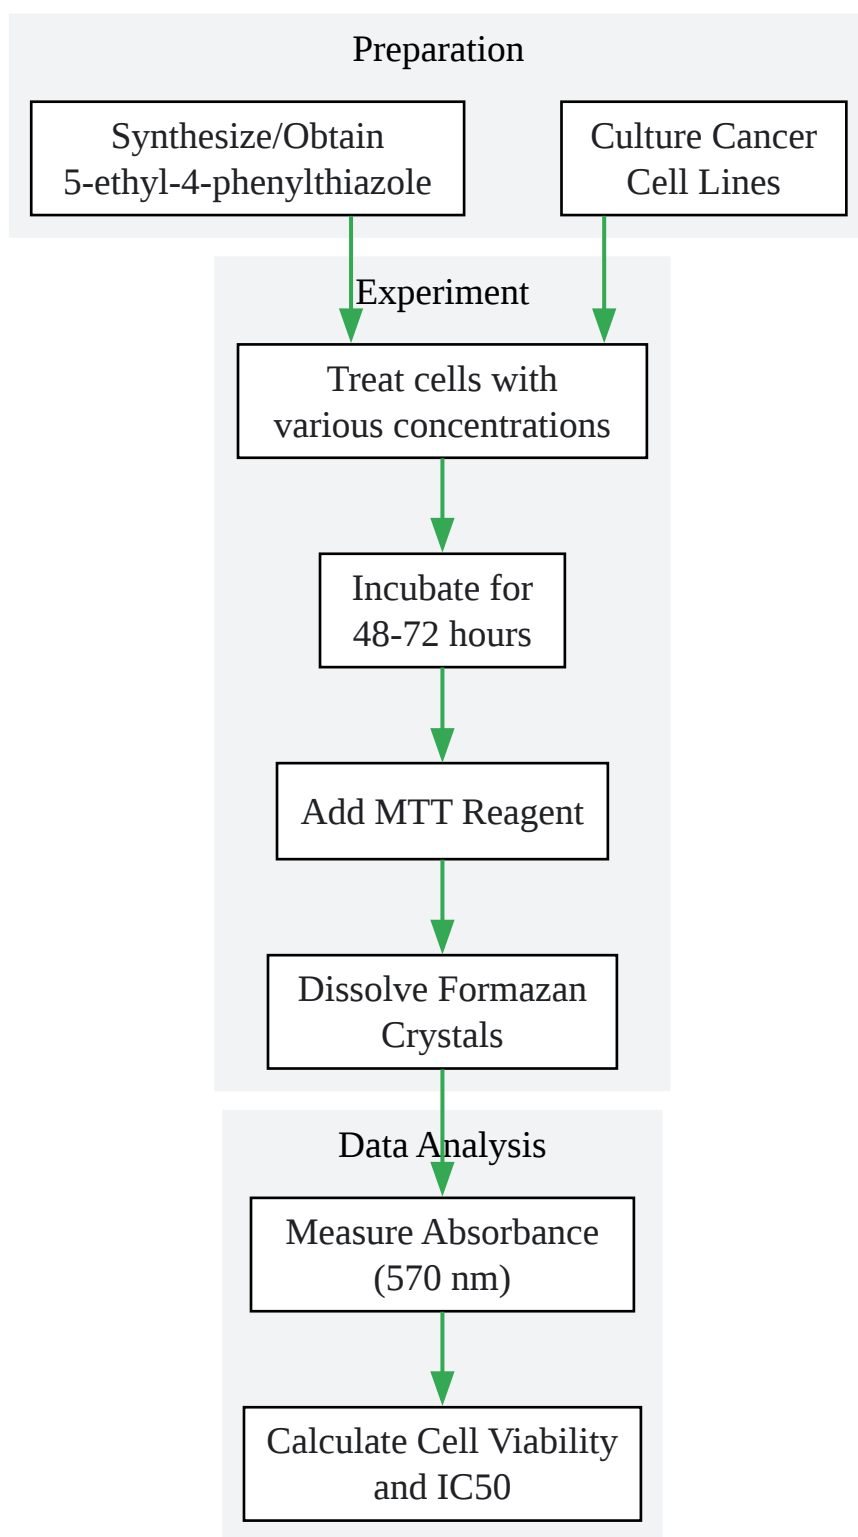 Preparation
Synthesize/Obtain
5-ethyl-4-phenylthiazole
Culture Cancer
Cell Lines
Experiment
Treat cells with
various concentrations
Incubate for
48-72 hours
Add MTT Reagent
Dissolve Formazan
Crystals
Data Analysis
Measure Absorbance
(570 nm)
Calculate Cell Viability
and IC50